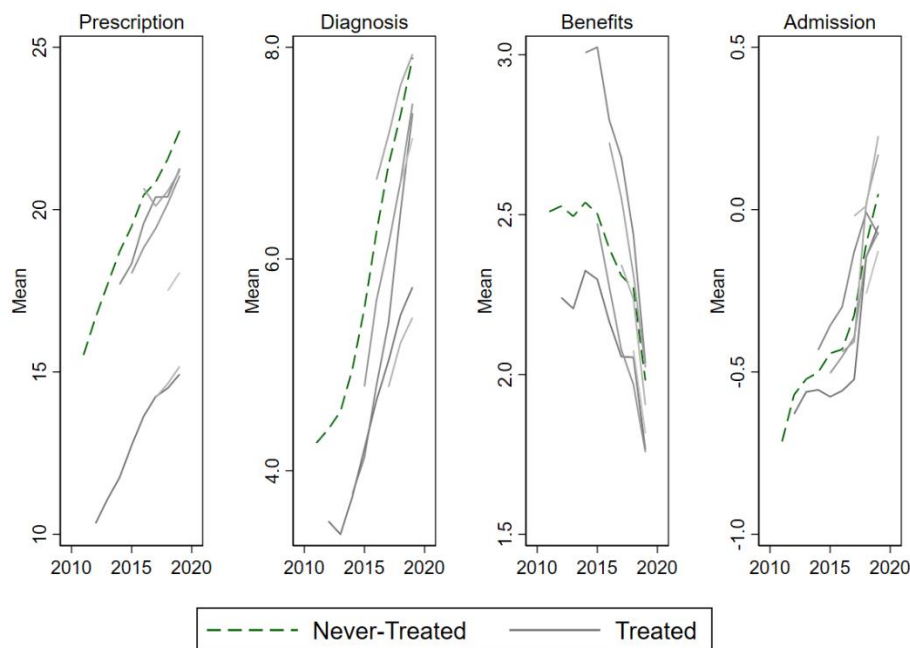 Prescription
Mean
25
20
15
10
2010 2015 2020
Diagnosis
Mean
8.0
6.0
4.0
2010 2015 2020
Benefits
Mean
3.0
2.5
2.0
1.5
2010 2015 2020
Admission
Mean
0.5
0.0
-0.5
-1.0
2010 2015 2020
Never-Treated Treated